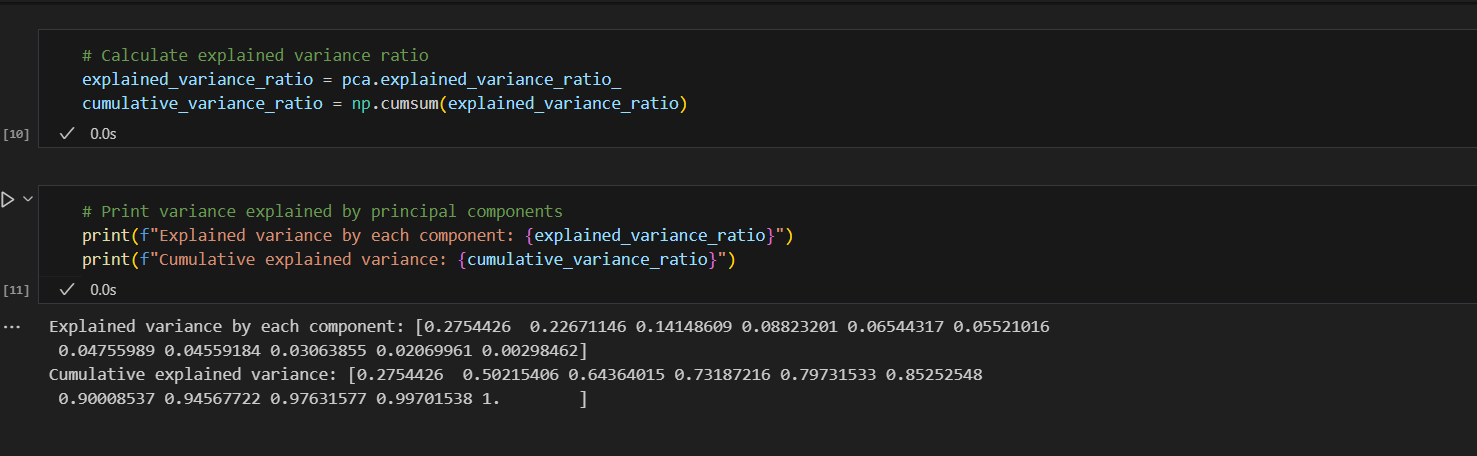 # Calculate explained variance ratio
explained_variance_ratio = pca.explained_variance_ratio_
cumulative_variance_ratio = np.cumsum(explained_variance_ratio)
[10] 0.0s
# Print variance explained by principal components
print(f"Explained variance by each component: {explained_variance_ratio}")
print(f"Cumulative explained variance: {cumulative_variance_ratio}")
[11] 0.0s
... Explained variance by each component: [0.2754426  0.22671146 0.14148609 0.08823201 0.06544317 0.05521016
 0.04755989 0.04559184 0.03063855 0.02069961 0.00298462]
Cumulative explained variance: [0.2754426  0.50215406 0.64364015 0.73187216 0.79731533 0.85252548
 0.90008537 0.94567722 0.97631577 0.99701538 1.        ]